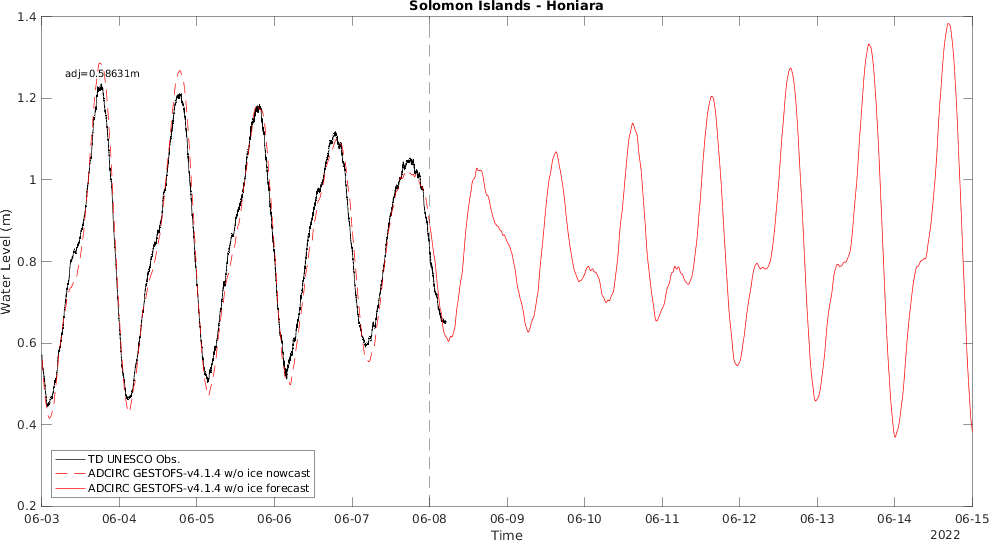 Solomon Islands - Honiara
1.4
1.2
1
0.8
0.6
0.4
0.2
Water Level (m)
adj=0.58631m
TD UNESCO Obs.
ADCIRC GESTOFS-v4.1.4 w/o ice nowcast
ADCIRC GESTOFS-v4.1.4 w/o ice forecast
06-03 06-04 06-05 06-06 06-07 06-08 06-09 06-10 06-11 06-12 06-13 06-14 06-15
Time
2022